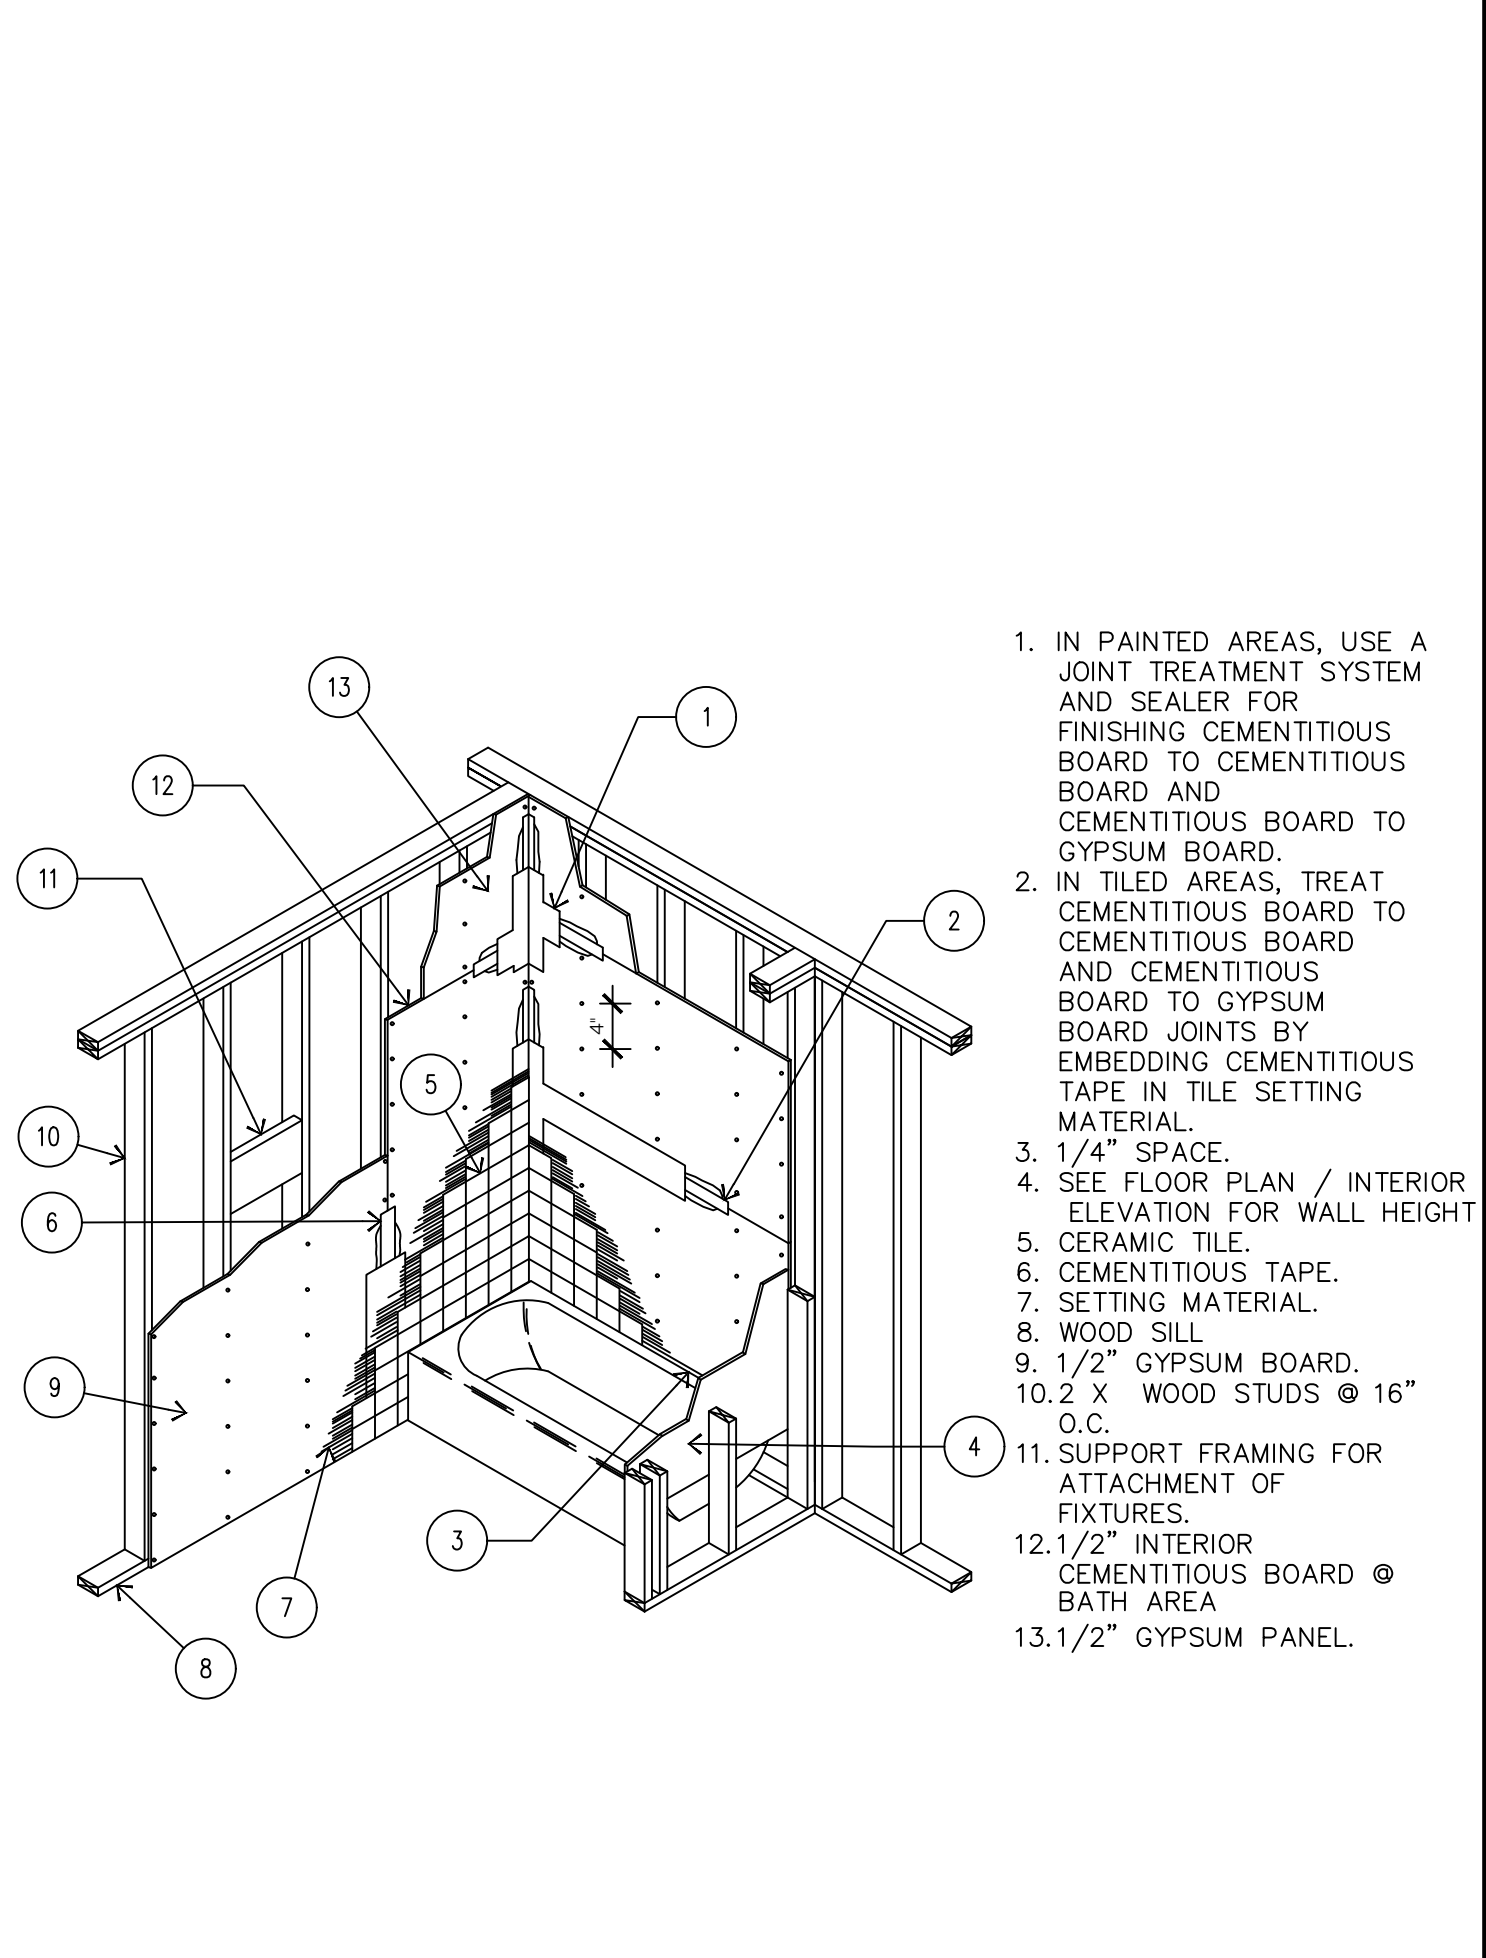 13
1
12
11
2
4"
5
10
6
9
4
3
7
8
1. IN PAINTED AREAS, USE A
JOINT TREATMENT SYSTEM
AND SEALER FOR
FINISHING CEMENTITIOUS
BOARD TO CEMENTITIOUS
BOARD AND
CEMENTITIOUS BOARD TO
GYPSUM BOARD.
2. IN TILED AREAS, TREAT
CEMENTITIOUS BOARD TO
CEMENTITIOUS BOARD
AND CEMENTITIOUS
BOARD TO GYPSUM
BOARD JOINTS BY
EMBEDDING CEMENTITIOUS
TAPE IN TILE SETTING
MATERIAL.
3. 1/4” SPACE.
4. SEE FLOOR PLAN / INTERIOR
ELEVATION FOR WALL HEIGHT
5. CERAMIC TILE.
6. CEMENTITIOUS TAPE.
7. SETTING MATERIAL.
8. WOOD SILL
9. 1/2” GYPSUM BOARD.
10. 2 X WOOD STUDS @ 16”
O.C.
11. SUPPORT FRAMING FOR
ATTACHMENT OF
FIXTURES.
12. 1/2” INTERIOR
CEMENTITIOUS BOARD @
BATH AREA
13. 1/2” GYPSUM PANEL.